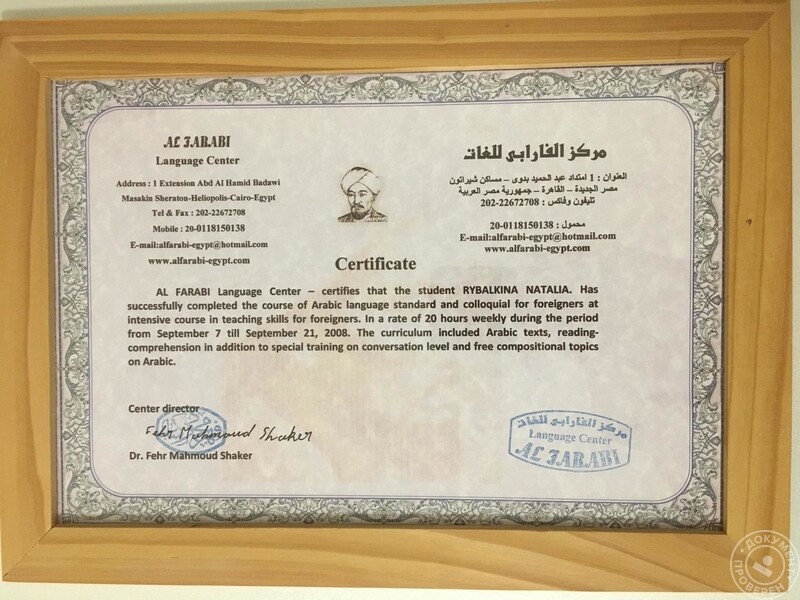 AL FARABI
Language Center
Address : 1 Extension Abd Al Hamid Badawi
Masakin Sheraton-Heliopolis-Cairo-Egypt
Tel & Fax : 202-22672708
Mobile : 20-0118150138
E-mail:alfarabi-egypt@hotmail.com
www.alfarabi-egypt.com
مركز الفارابى للغات
العنوان : 1 امتداد عبد الحميد بدوى – مساكن شيراتون
مصر الجديدة – القاهرة – جمهورية مصر العربية
تليفون وفاكس : 22672708-202
محمول : 20-0118150138
E-mail:alfarabi-egypt@hotmail.com
www.alfarabi-egypt.com
Certificate
AL FARABI Language Center – certifies that the student RYBALKINA NATALIA. Has
successfully completed the course of Arabic language standard and colloquial for foreigners at
intensive course in teaching skills for foreigners. In a rate of 20 hours weekly during the period
from September 7 till September 21, 2008. The curriculum included Arabic texts, reading-
comprehension in addition to special training on conversation level and free compositional topics
on Arabic.
Center director
Fehr Mahmoud Shaker
Dr. Fehr Mahmoud Shaker
مركز الفارابى للغات
Language Center
AL FARABI
ДОКУМЕНТ
ПРОВЕРЕН